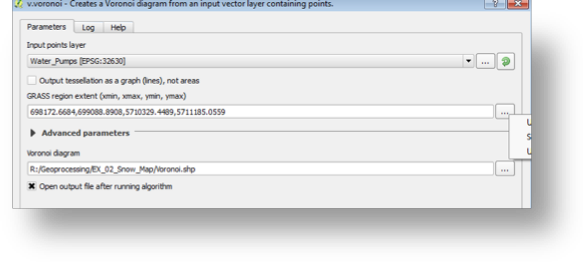 v.voronoi - Creates a Voronoi diagram from an input vector layer containing points.
Parameters Log Help
Input points layer
Water_Pumps [EPSG:32630]
...
Output tessellation as a graph (lines), not areas
GRASS region extent (xmin, xmax, ymin, ymax)
698172.6684,699088.8908,5710329.4489,5711185.0559
...
Advanced parameters
Voronoi diagram
R:/Geoprocessing/EX_02_Snow_Map/Voronoi.shp
...
Open output file after running algorithm